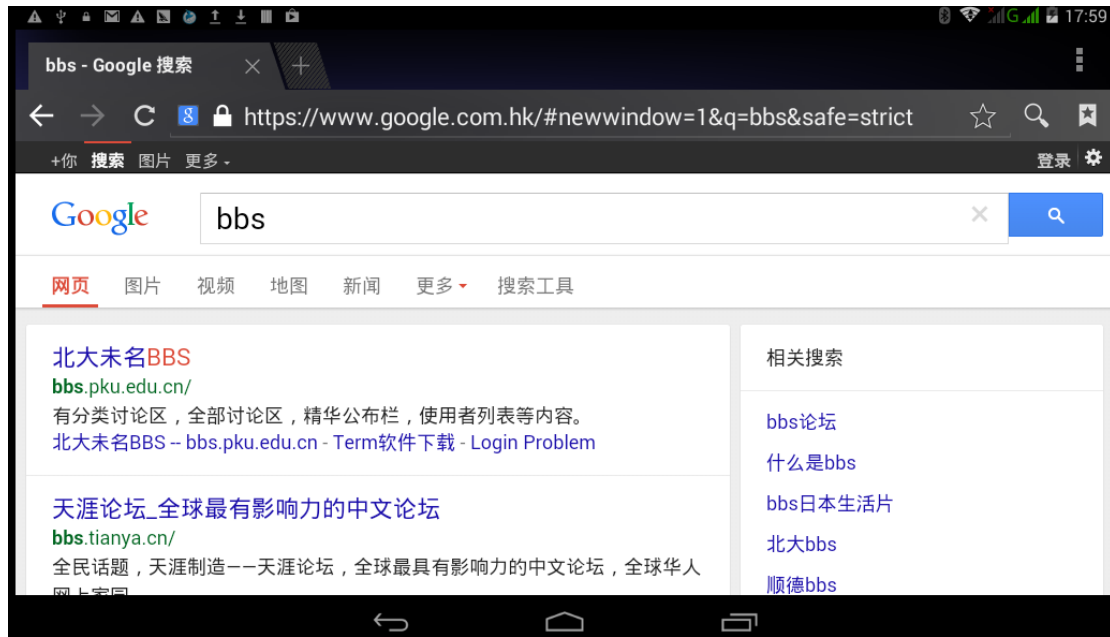 G 17:59
bbs - Google 搜索
https://www.google.com.hk/#newwindow=1&q=bbs&safe=strict
+你 搜索 图片 更多 登录
Google bbs
网页 图片 视频 地图 新闻 更多 搜索工具
北大未名BBS
bbs.pku.edu.cn/
有分类讨论区，全部讨论区，精华公布栏，使用者列表等内容。
北大未名BBS -- bbs.pku.edu.cn - Term软件下载 - Login Problem
天涯论坛_全球最有影响力的中文论坛
bbs.tianya.cn/
全民话题，天涯制造——天涯论坛，全球最具有影响力的中文论坛，全球华人
网上家园
相关搜索
bbs论坛
什么是bbs
bbs日本生活片
北大bbs
顺德bbs